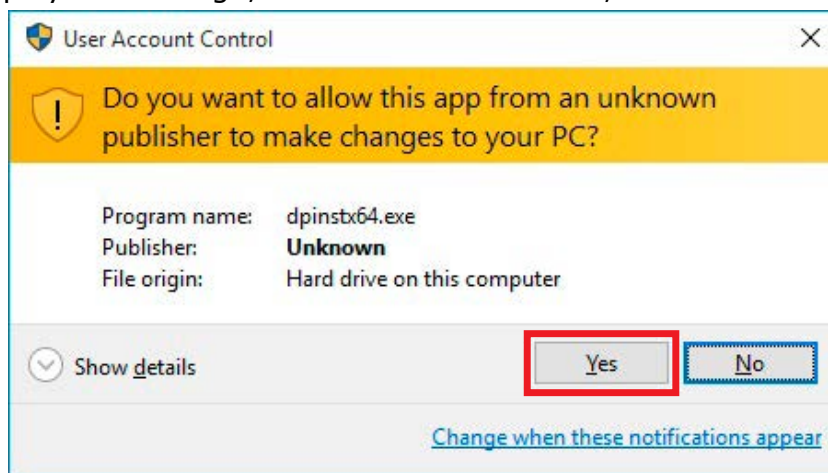 User Account Control
Do you want to allow this app from an unknown
publisher to make changes to your PC?
Program name: dpinstx64.exe
Publisher: Unknown
File origin: Hard drive on this computer
Show details
Yes
No
Change when these notifications appear